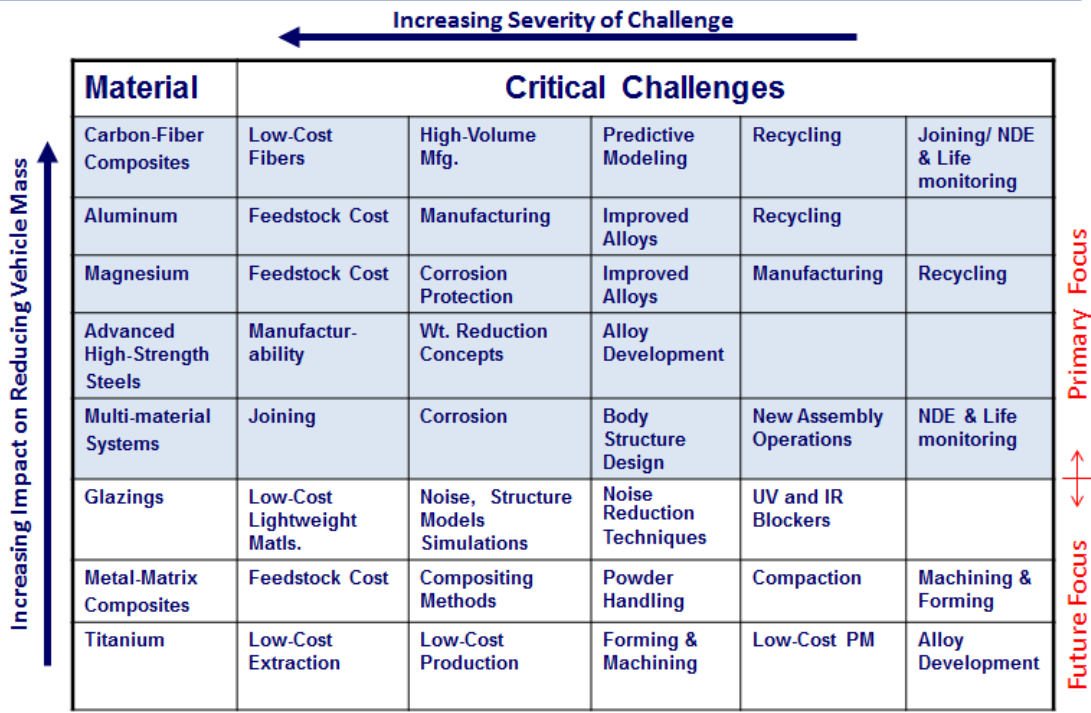 Increasing Severity of Challenge
Increasing Impact on Reducing Vehicle Mass
Material
Critical Challenges
Carbon-Fiber
Composites
Low-Cost
Fibers
High-Volume
Mfg.
Predictive
Modeling
Recycling
Joining/ NDE
& Life
monitoring
Aluminum
Feedstock Cost
Manufacturing
Improved
Alloys
Recycling
Magnesium
Feedstock Cost
Corrosion
Protection
Improved
Alloys
Manufacturing
Recycling
Advanced
High-Strength
Steels
Manufactur-
ability
Wt. Reduction
Concepts
Alloy
Development
Multi-material
Systems
Joining
Corrosion
Body
Structure
Design
New Assembly
Operations
NDE & Life
monitoring
Glazings
Low-Cost
Lightweight
Matls.
Noise, Structure
Models
Simulations
Noise
Reduction
Techniques
UV and IR
Blockers
Metal-Matrix
Composites
Feedstock Cost
Compositing
Methods
Powder
Handling
Compaction
Machining &
Forming
Titanium
Low-Cost
Extraction
Low-Cost
Production
Forming &
Machining
Low-Cost PM
Alloy
Development
Primary Focus
Future Focus